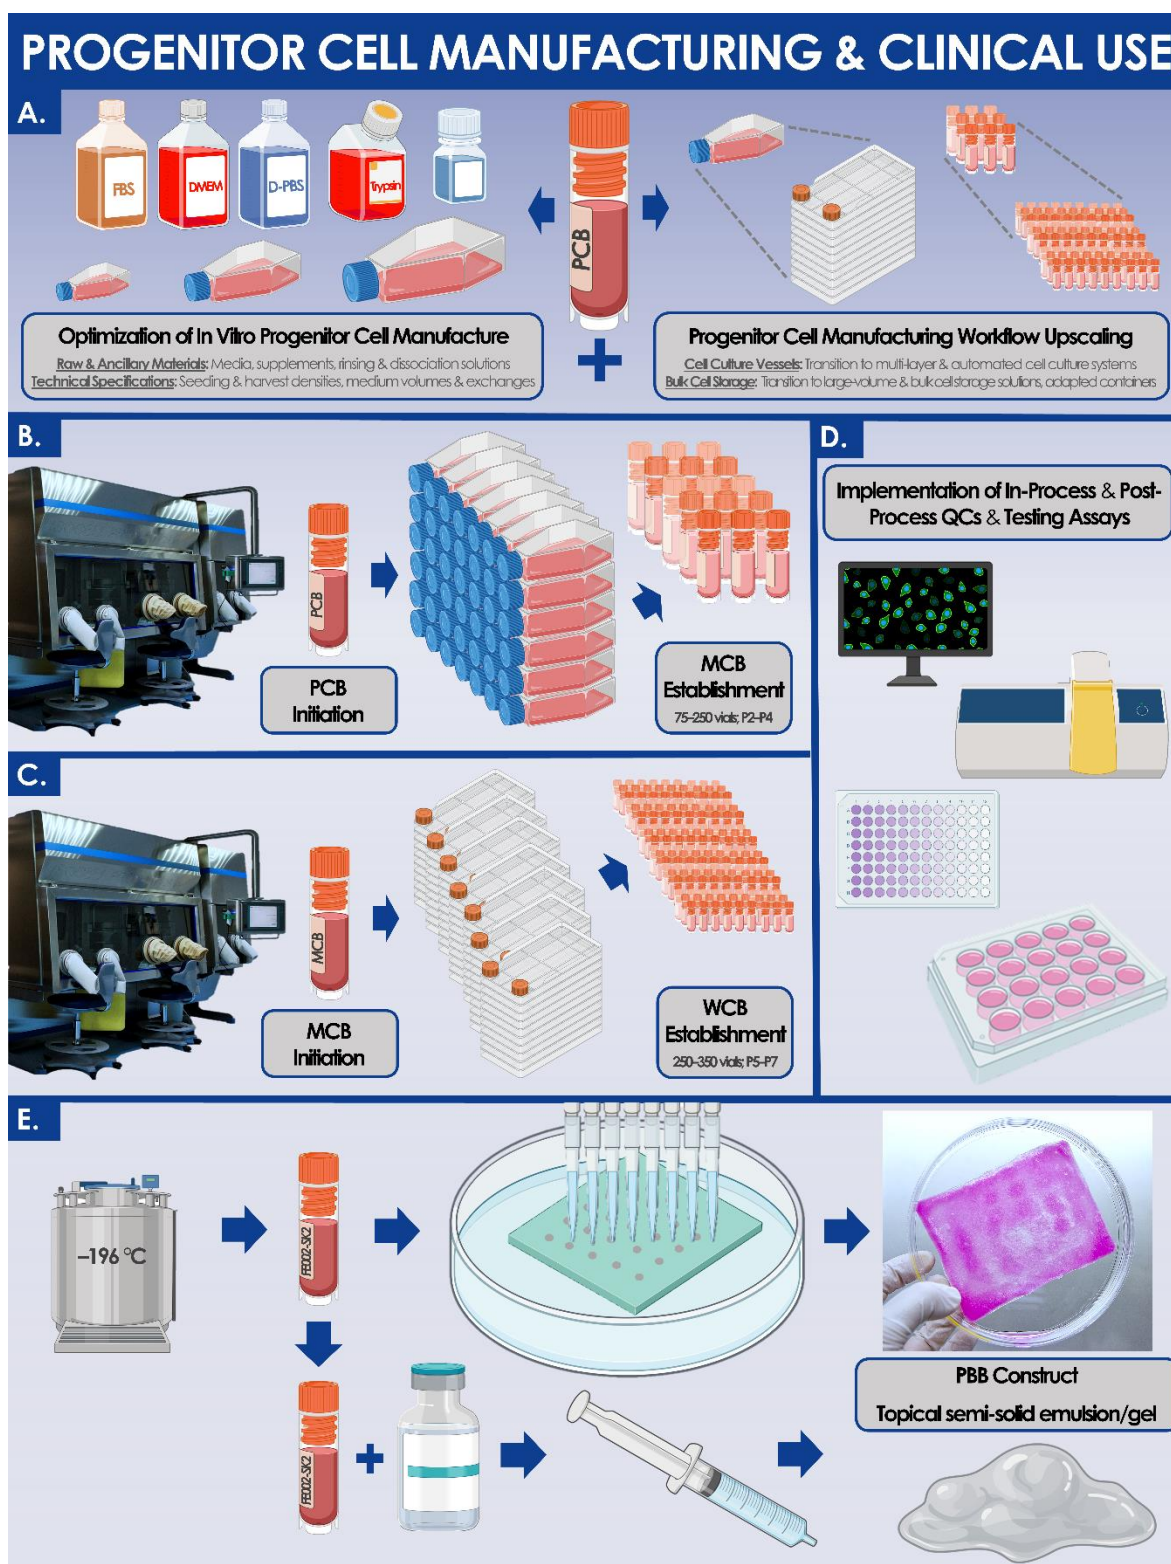 PROGENITOR CELL MANUFACTURING & CLINICAL USE
A.
FBS
DMEM
D-PBS
Trypsin
PCB
Optimization of In Vitro Progenitor Cell Manufacture
Raw & Ancillary Materials: Media, supplements, rinsing & dissociation solutions
Technical Specifications: Seeding & harvest densities, medium volumes & exchanges
+
Progenitor Cell Manufacturing Workflow Upscaling
Cell Culture Vessels: Transition to multi-layer & automated cell culture systems
Bulk Cell Storage: Transition to large-volume & bulk cell storage solutions, adapted containers
B.
PCB
PCB
Initiation
MCB
Establishment
75–250 vials; P2–P4
C.
MCB
MCB
Initiation
WCB
Establishment
250–350 vials; P5–P7
D.
Implementation of In-Process & Post-
Process QCs & Testing Assays
E.
–196 °C
FE002-SK2
FE002-SK2
+
PBB Construct
Topical semi-solid emulsion/gel